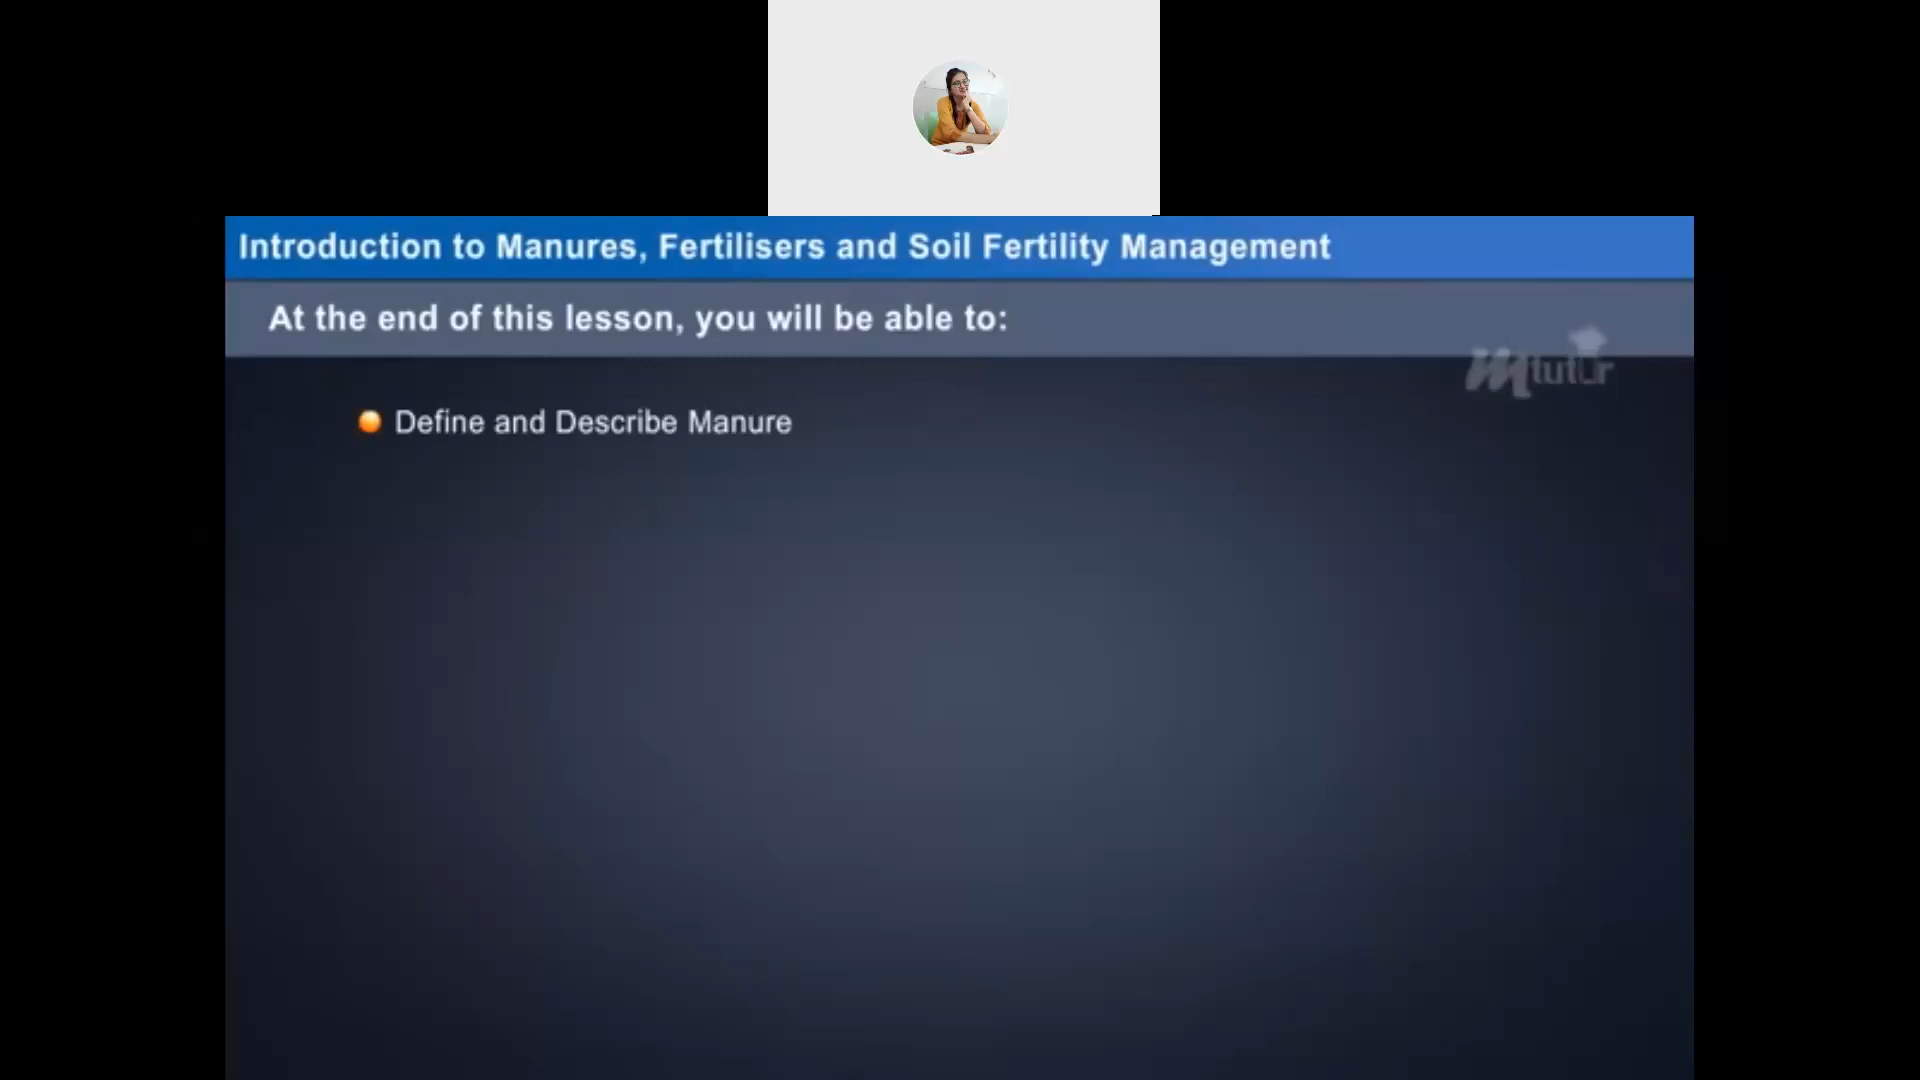 Introduction to Manures, Fertilisers and Soil Fertility Management
At the end of this lesson, you will be able to:
mtutor
Define and Describe Manure